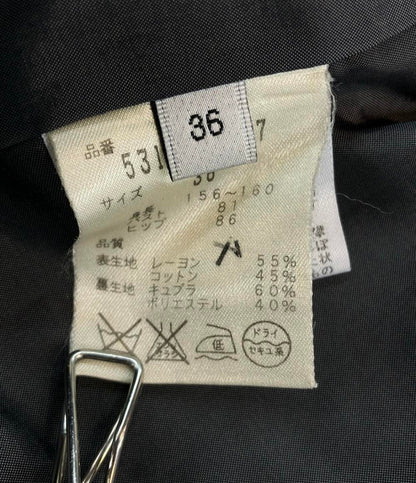 36
品番
531 7
36
サイズ
156〜160
81
ヒップ 86
品質
表生地 レーヨン 55%
コットン 45%
裏生地 キュプラ 60%
ポリエステル 40%
低
ドライ
セキユ系